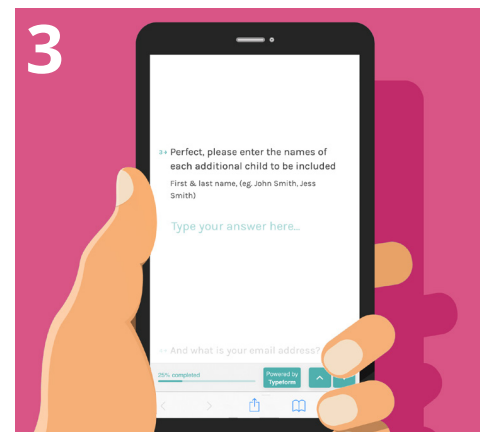 3
3→ Perfect, please enter the names of
each additional child to be included
First & last name, (eg. John Smith, Jess
Smith)
Type your answer here...
And what is your email address?
25% completed
Powered by
Typeform